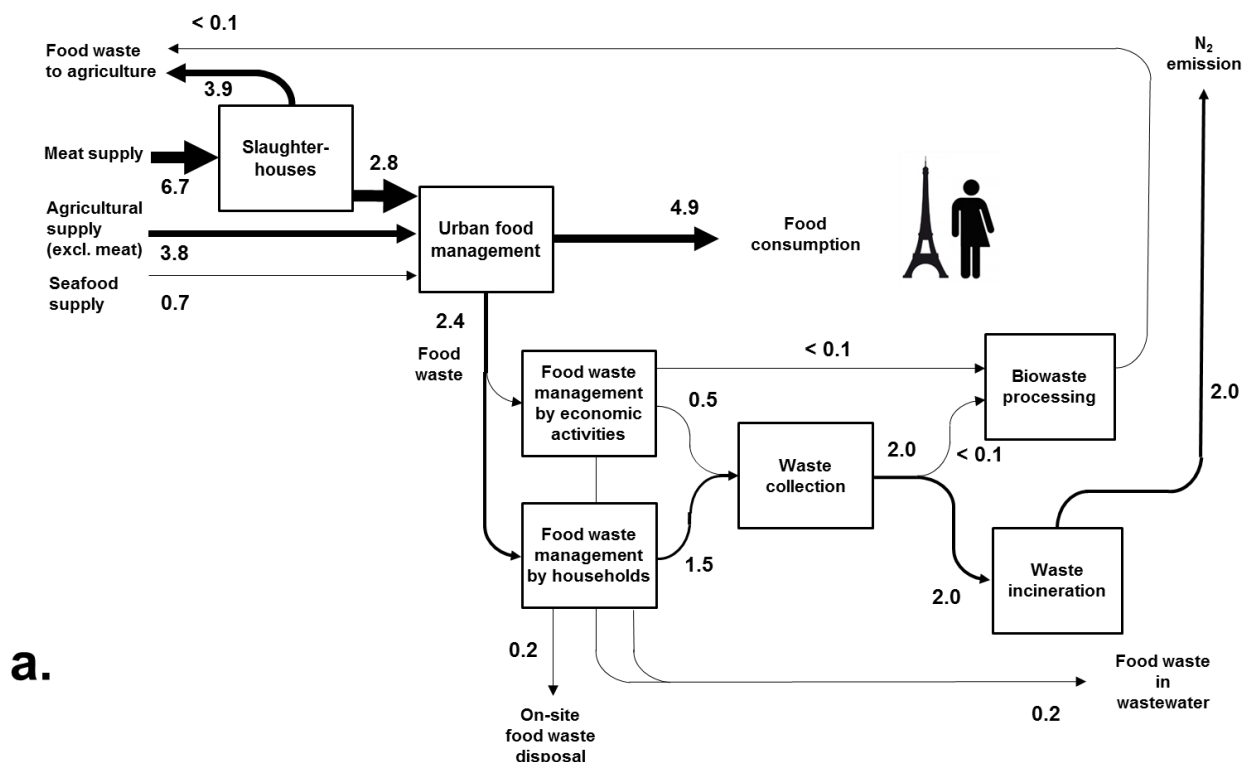 < 0.1
Food waste
to agriculture
3.9
N2
emission
Slaughter-
houses
Meat supply
6.7
2.8
Agricultural
supply
(excl. meat)
3.8
Urban food
management
4.9
Food
consumption
Seafood
supply
0.7
2.4
Food
waste
Food waste
management
by economic
activities
< 0.1
0.5
Biowaste
processing
2.0
Waste
collection
2.0
< 0.1
Food waste
management
by households
1.5
2.0
Waste
incineration
a.
0.2
On-site
food waste
disposal
Food waste
in
wastewater
0.2